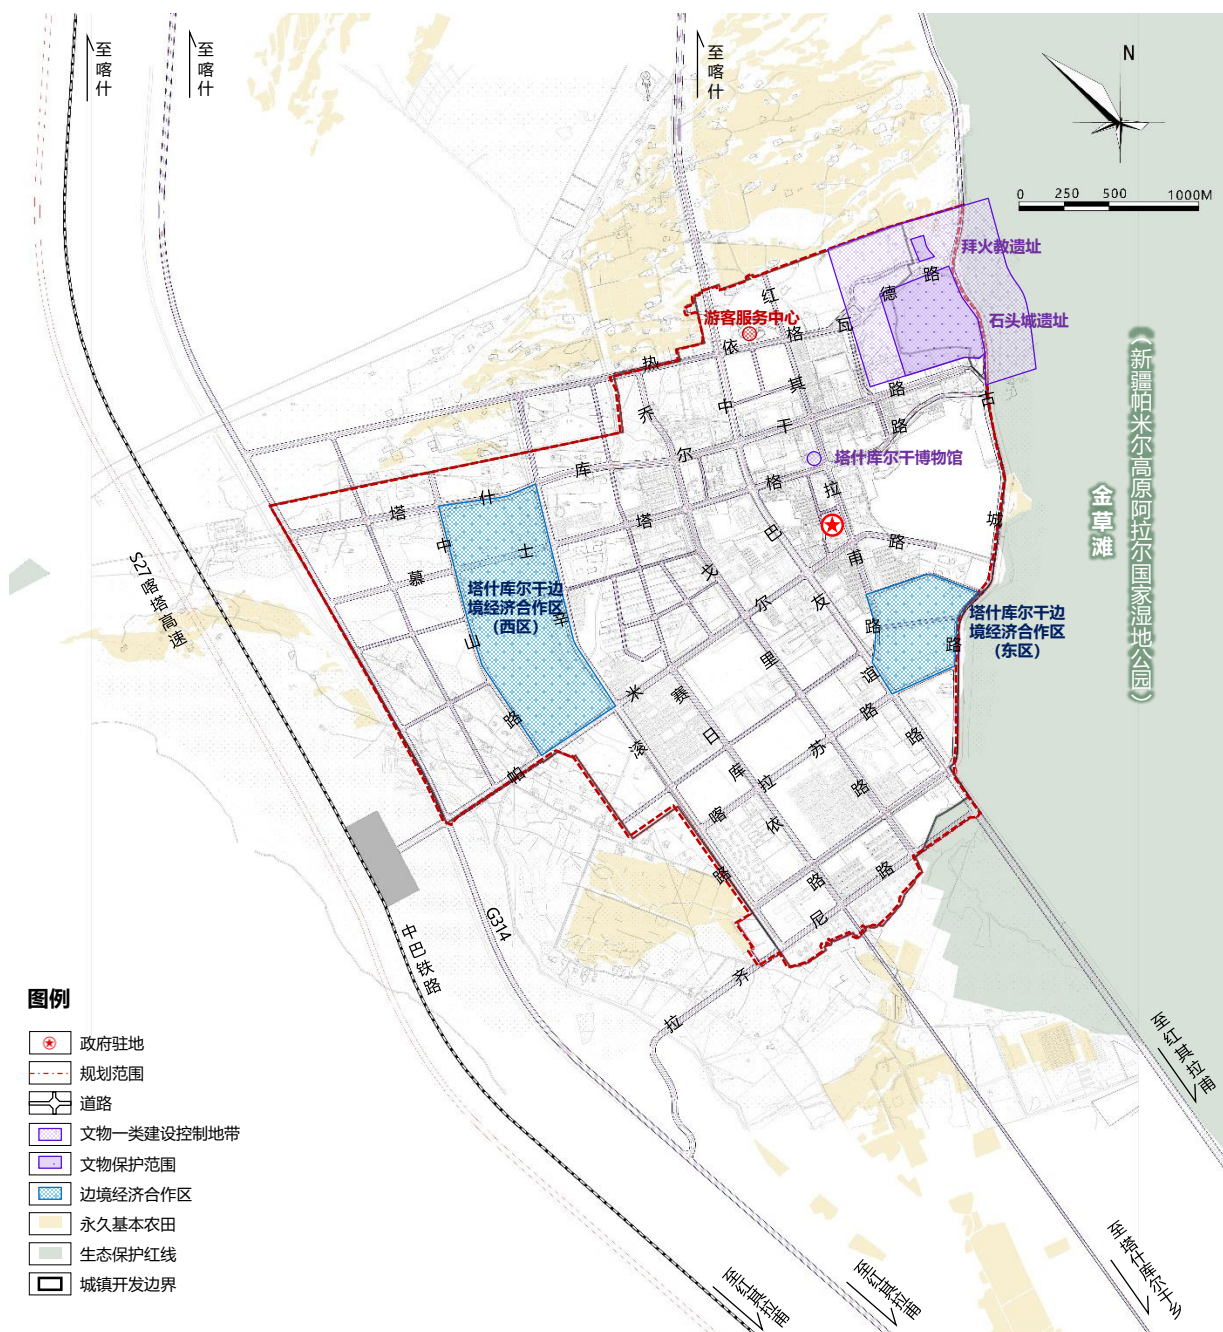 至喀什
至喀什
至喀什
N
0 250 500 1000M
拜火教遗址
石头城遗址
游客服务中心
红其拉甫路
热依格瓦德路
塔什库尔干路
乔戈里路
中巴友谊路
慕士塔格路
中山路
帕米尔路
古城路
塔什库尔干博物馆
金草滩
《新疆帕米尔高原阿拉尔国家湿地公园》
塔什库尔干边
境经济合作区
(西区)
塔什库尔干边
境经济合作区
(东区)
喀拉苏路
赛日库依路
拉齐尼路
S27喀塔高速
G314
中巴铁路
至红其拉甫
至红其拉甫
至红其拉甫
至塔什库尔干乡
图例
政府驻地
规划范围
道路
文物一类建设控制地带
文物保护范围
边境经济合作区
永久基本农田
生态保护红线
城镇开发边界